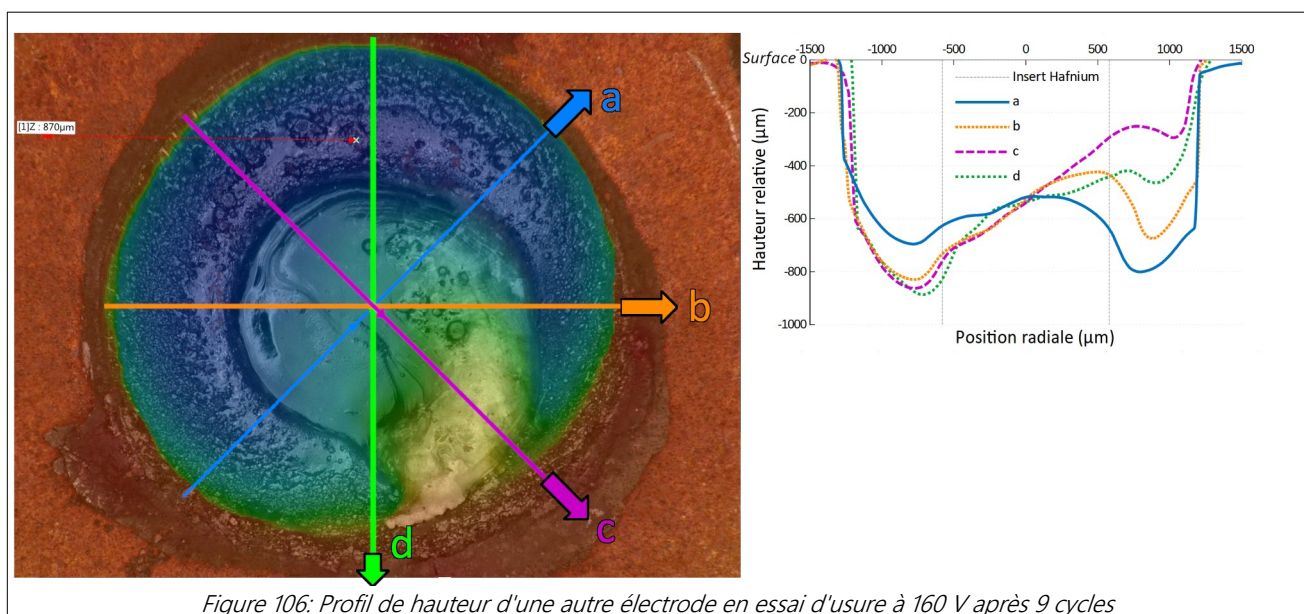 [1]Z : 870µm
a
b
c
d
Surface
-1500 -1000 -500 0 500 1000 1500
0
-200
-400
-600
-800
-1000
Hauteur relative (µm)
Insert Hafnium
a
b
c
d
Position radiale (µm)
Figure 106: Profil de hauteur d'une autre électrode en essai d'usure à 160 V après 9 cycles